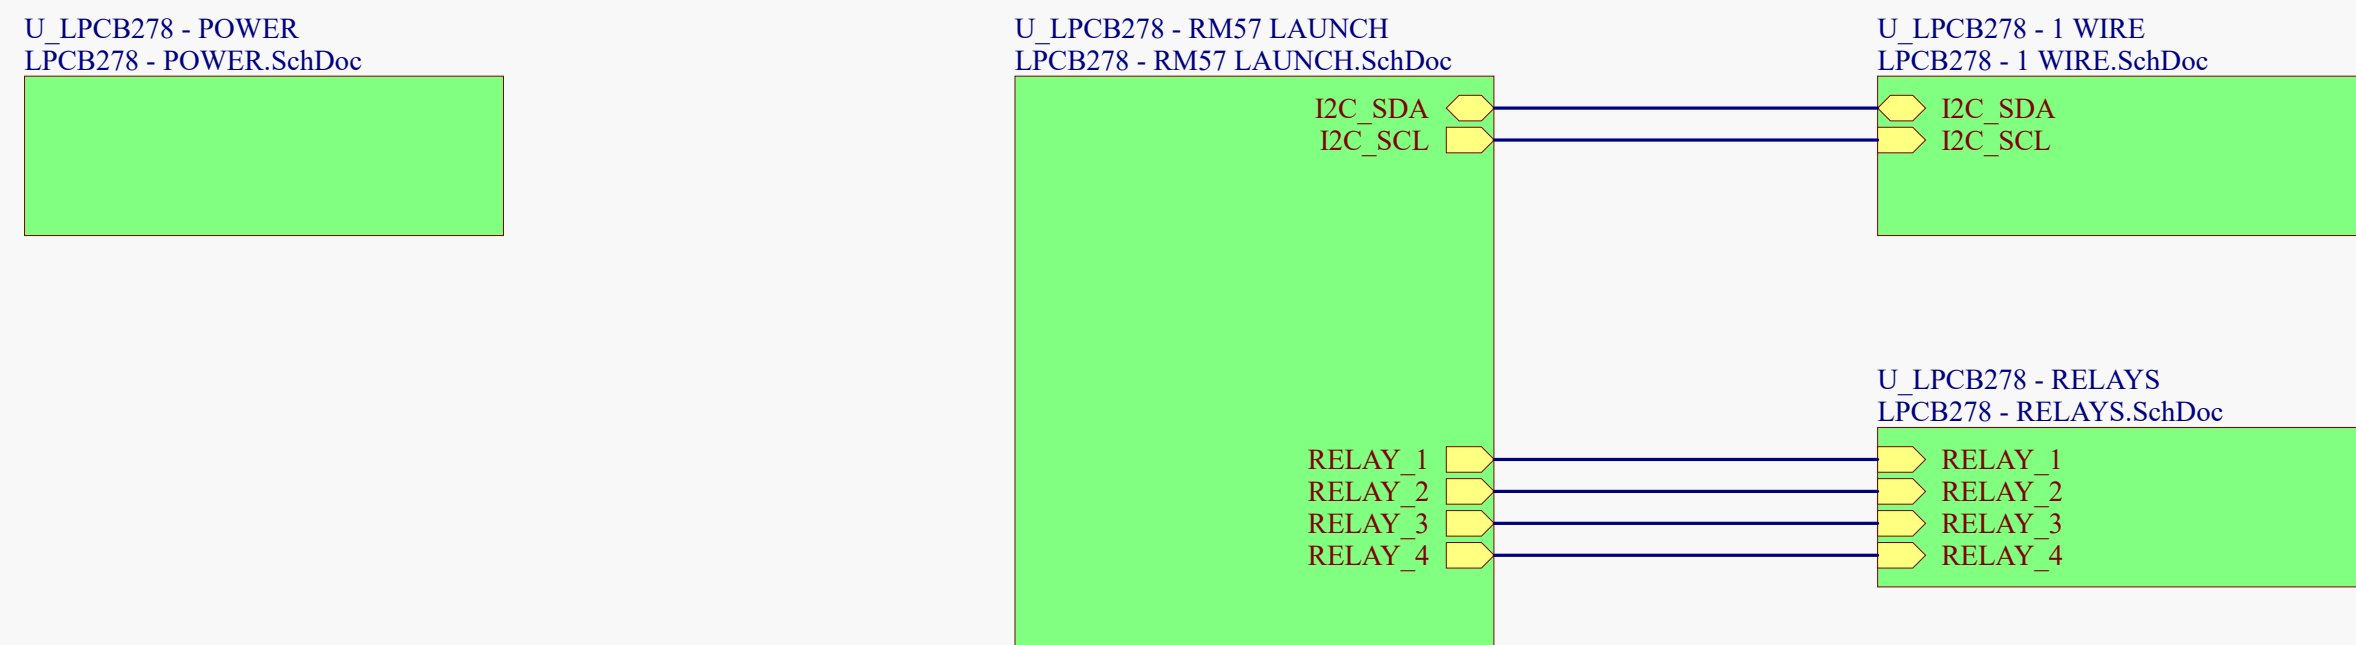 U_LPCB278 - POWER
LPCB278 - POWER.SchDoc
U_LPCB278 - RM57 LAUNCH
LPCB278 - RM57 LAUNCH.SchDoc
I2C_SDA
I2C_SCL
RELAY_1
RELAY_2
RELAY_3
RELAY_4
U_LPCB278 - 1 WIRE
LPCB278 - 1 WIRE.SchDoc
I2C_SDA
I2C_SCL
U_LPCB278 - RELAYS
LPCB278 - RELAYS.SchDoc
RELAY_1
RELAY_2
RELAY_3
RELAY_4